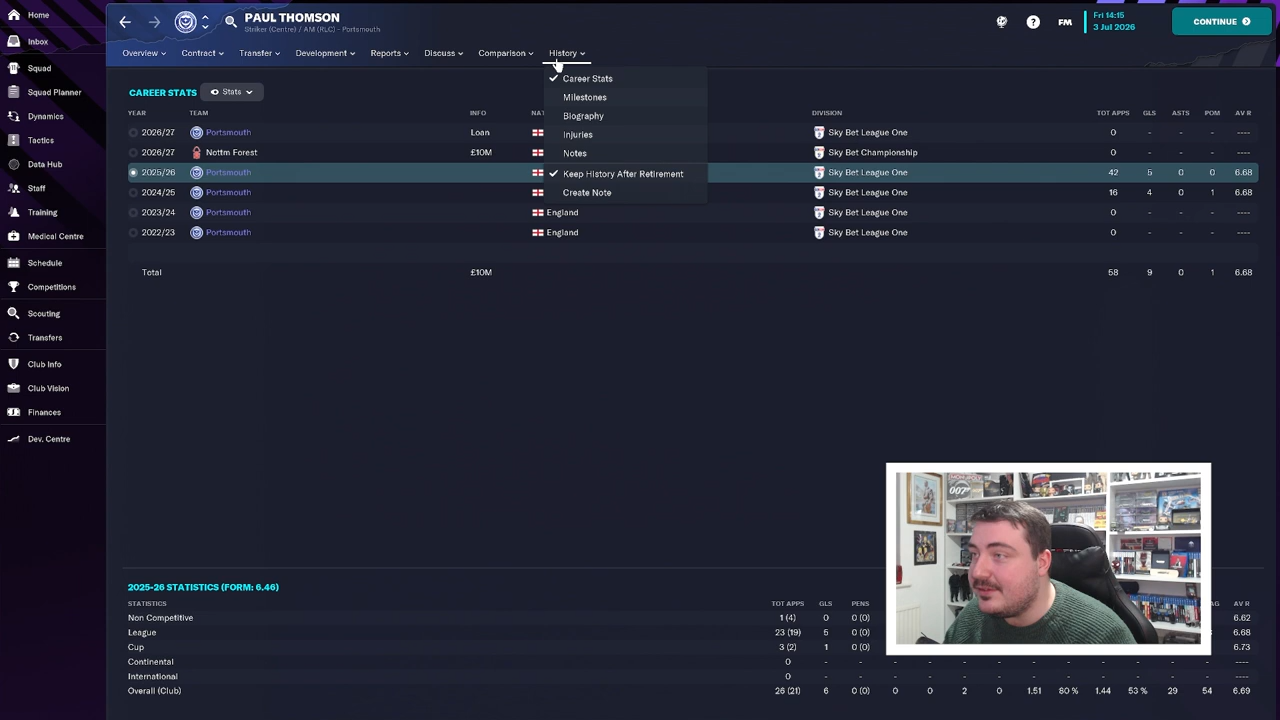 Home
Inbox
Squad
Squad Planner
Dynamics
Tactics
Data Hub
Staff
Training
Medical Centre
Schedule
Competitions
Scouting
Transfers
Club Info
Club Vision
Finances
Dev. Centre
PAUL THOMSON
Striker (Centre) / AM (RLC) - Portsmouth
FM
Fri 14:15
3 Jul 2026
CONTINUE
Overview Contract Transfer Development Reports Discuss Comparison History
Career Stats
Milestones
Biography
Injuries
Notes
Keep History After Retirement
Create Note
CAREER STATS Stats
YEAR TEAM INFO DIVISION TOT APPS GLS ASTS POM AV R
2026/27 Portsmouth Loan Sky Bet League One 0 - - - ----
2026/27 Nottm Forest £10M Sky Bet Championship 0 - - - ----
2025/26 Portsmouth Sky Bet League One 42 5 0 0 6.68
2024/25 Portsmouth Sky Bet League One 16 4 0 1 6.68
2023/24 Portsmouth England Sky Bet League One 0 - - - ----
2022/23 Portsmouth England Sky Bet League One 0 - - - ----
Total £10M 58 9 0 1 6.68
007
2025-26 STATISTICS (FORM: 6.46)
STATISTICS TOT APPS GLS PENS AV R
Non Competitive 1 (4) 0 0 (0) 6.62
League 23 (19) 5 0 (0) 6.68
Cup 3 (2) 1 0 (0) 6.73
Continental 0 - - - - - - - - - - - ----
International 0 - - - - - - - - - - - ----
Overall (Club) 26 (21) 6 0 (0) 0 0 2 0 1.51 80 % 1.44 53 % 29 54 6.69